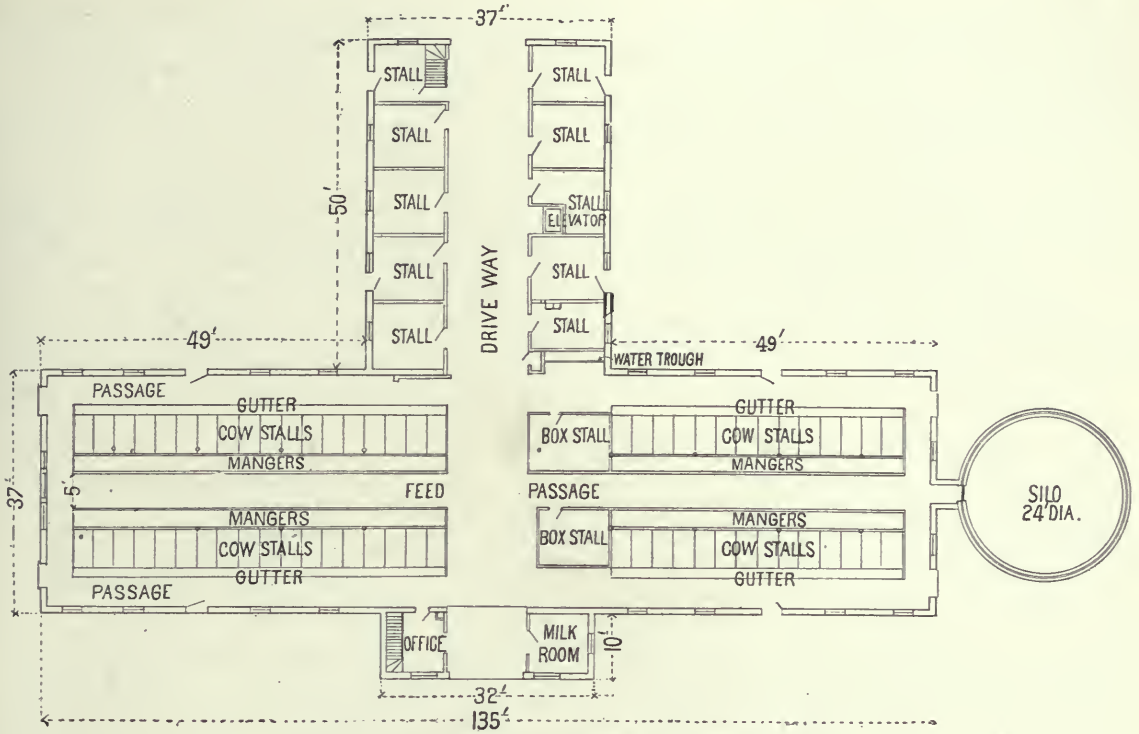 37'
STALL
STALL
STALL
STALL
50'
STALL
STALL
ELEVATOR
STALL
STALL
STALL
DRIVE WAY
STALL
STALL
49'
WATER TROUGH
49'
PASSAGE
GUTTER
COW STALLS
MANGERS
BOX STALL
GUTTER
COW STALLS
MANGERS
37'
5'
FEED PASSAGE
SILO
24' DIA.
MANGERS
COW STALLS
GUTTER
BOX STALL
MANGERS
COW STALLS
GUTTER
PASSAGE
OFFICE
MILK
ROOM
10'
32'
135'